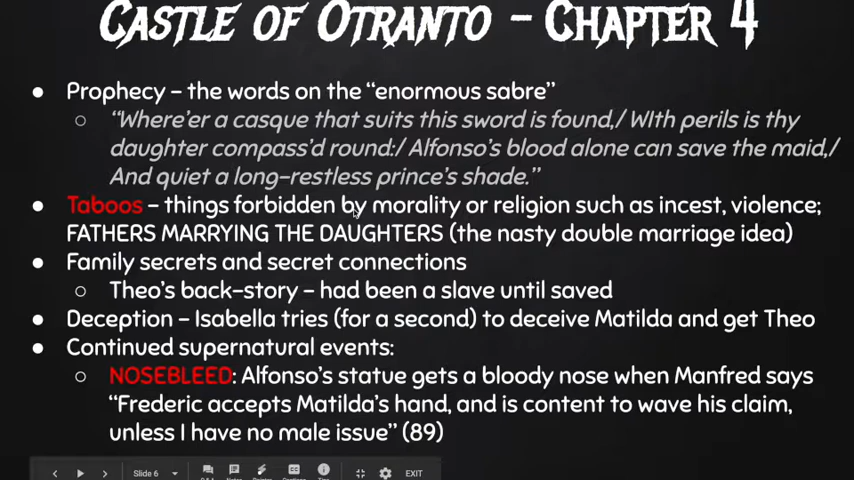 Castle of Otranto - Chapter 4
● Prophecy - the words on the “enormous sabre”
○ “Where’er a casque that suits this sword is found,/ WIth perils is thy
daughter compass’d round:/ Alfonso’s blood alone can save the maid,/
And quiet a long-restless prince’s shade.”
● Taboos - things forbidden by morality or religion such as incest, violence;
FATHERS MARRYING THE DAUGHTERS (the nasty double marriage idea)
● Family secrets and secret connections
○ Theo’s back-story - had been a slave until saved
● Deception - Isabella tries (for a second) to deceive Matilda and get Theo
● Continued supernatural events:
○ NOSEBLEED: Alfonso’s statue gets a bloody nose when Manfred says
“Frederic accepts Matilda’s hand, and is content to wave his claim,
unless I have no male issue” (89)
Slide 6 EXIT